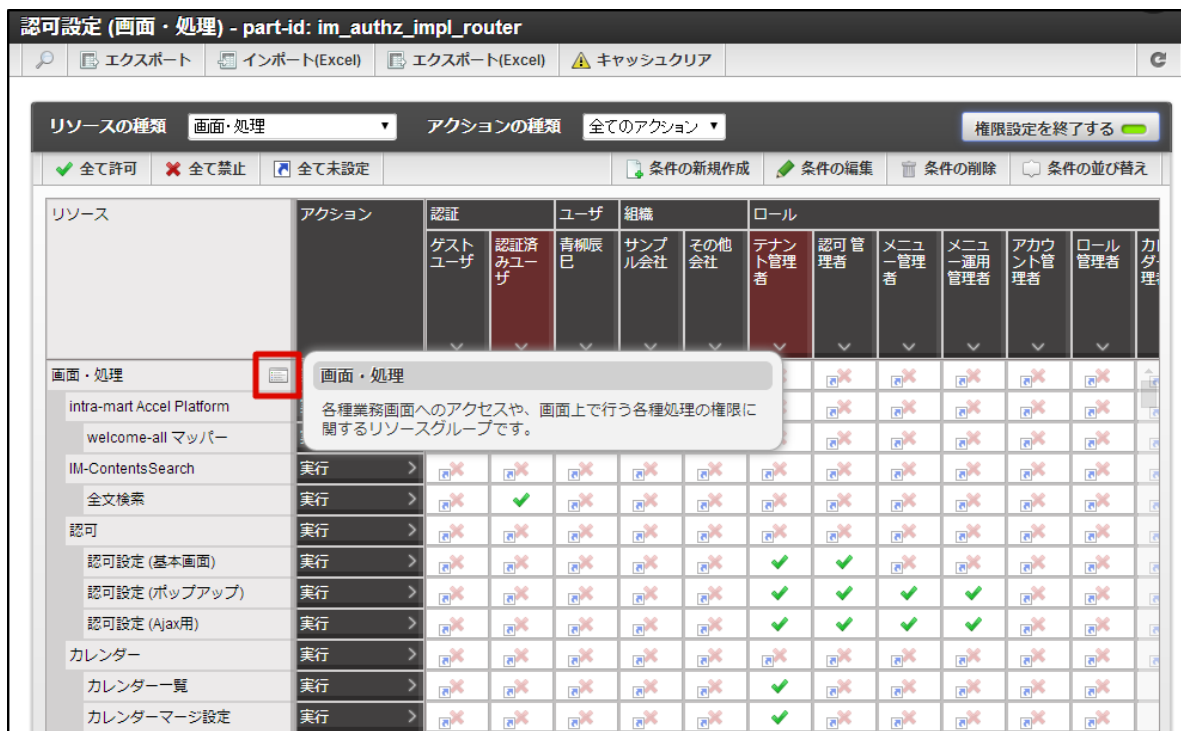 認可設定 (画面・処理) - part-id: im_authz_impl_router
エクスポート インポート(Excel) エクスポート(Excel) キャッシュクリア
リソースの種類 画面・処理 アクションの種類 全てのアクション 権限設定を終了する
全て許可 全て禁止 全て未設定 条件の新規作成 条件の編集 条件の削除 条件の並び替え
リソース アクション 認証 ユーザ 組織 ロール
ゲストユーザ 認証済みユーザ 青柳辰巳 サンプル会社 その他会社 テナント管理者 認可管理者 メニュー管理者 メニュー運用管理者 アカウント管理者 ロール管理者
画面・処理
画面・処理
各種業務画面へのアクセスや、画面上で行う各種処理の権限に
関するリソースグループです。
intra-mart Accel Platform
welcome-all マッパー
IM-ContentsSearch 実行
全文検索 実行
認可 実行
認可設定 (基本画面) 実行
認可設定 (ポップアップ) 実行
認可設定 (Ajax用) 実行
カレンダー 実行
カレンダー一覧 実行
カレンダーマージ設定 実行